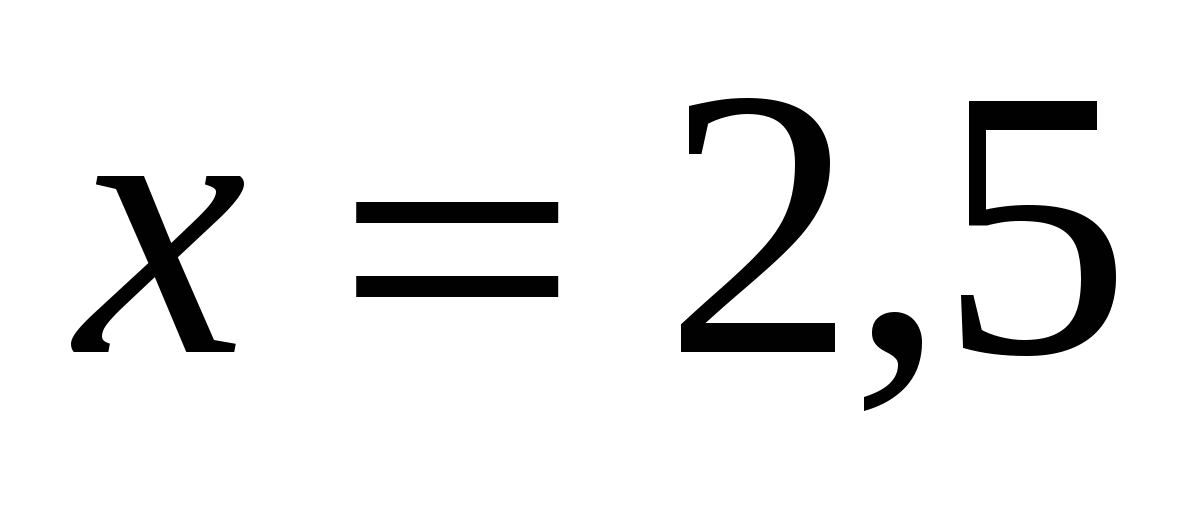 x = 2,5